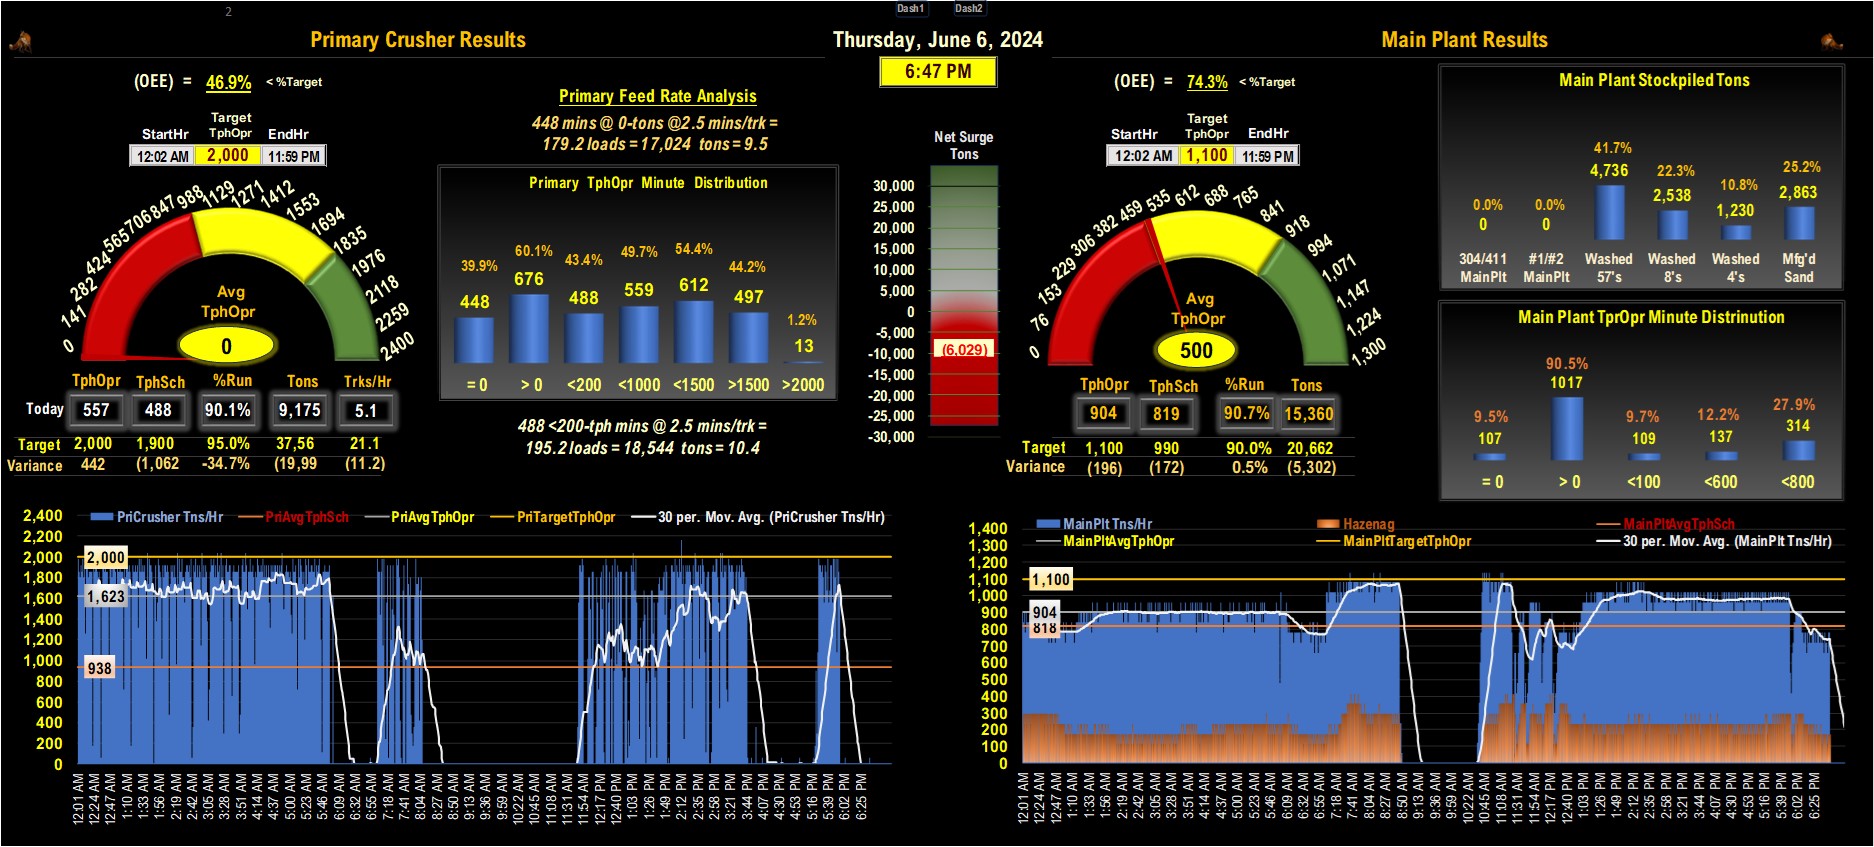 2
Dash1 Dash2
Primary Crusher Results
Thursday, June 6, 2024
Main Plant Results
6:47 PM
(OEE) = 46.9% < %Target
Target
StartHr TphOpr EndHr
12:02 AM 2,000 11:59 PM
0 141 282 424 565 706 847 988 1129 1271 1412 1553 1694 1835 1976 2118 2259 2400
Avg
TphOpr
0
TphOpr TphSch %Run Tons Trks/Hr
Today 557 488 90.1% 9,175 5.1
Target 2,000 1,900 95.0% 37,56 21.1
Variance 442 (1,062 -34.7% (19,99 (11.2)
Primary Feed Rate Analysis
448 mins @ 0-tons @2.5 mins/trk =
179.2 loads = 17,024 tons = 9.5
Primary TphOpr Minute Distribution
39.9% 60.1% 43.4% 49.7% 54.4% 44.2% 1.2%
448 676 488 559 612 497 13
= 0 > 0 <200 <1000 <1500 >1500 >2000
488 <200-tph mins @ 2.5 mins/trk =
195.2 loads = 18,544 tons = 10.4
Net Surge
Tons
30,000
25,000
20,000
15,000
10,000
5,000
0
-5,000
(6,029)
-10,000
-15,000
-20,000
-25,000
-30,000
(OEE) = 74.3% < %Target
Target
StartHr TphOpr EndHr
12:02 AM 1,100 11:59 PM
0 76 153 229 306 382 459 535 612 688 765 841 918 994 1,071 1,147 1,224 1,300
Avg
TphOpr
500
TphOpr TphSch %Run Tons
904 819 90.7% 15,360
Target 1,100 990 90.0% 20,662
Variance (196) (172) 0.5% (5,302)
Main Plant Stockpiled Tons
0.0% 0.0% 41.7% 22.3% 10.8% 25.2%
0 0 4,736 2,538 1,230 2,863
304/411 #1/#2 Washed Washed Washed Mfg'd
MainPlt MainPlt 57's 8's 4's Sand
Main Plant TprOpr Minute Distrinution
9.5% 90.5% 9.7% 12.2% 27.9%
107 1017 109 137 314
= 0 > 0 <100 <600 <800
PriCrusher Tns/Hr PriAvgTphSch PriAvgTphOpr PriTargetTphOpr 30 per. Mov. Avg. (PriCrusher Tns/Hr)
2,400
2,200
2,000
1,800
1,600
1,400
1,200
1,000
800
600
400
200
0
2,000
1,623
938
12:01 AM 12:24 AM 12:47 AM 1:10 AM 1:33 AM 1:56 AM 2:19 AM 2:42 AM 3:05 AM 3:28 AM 3:51 AM 4:14 AM 4:37 AM 5:00 AM 5:23 AM 5:46 AM 6:09 AM 6:32 AM 6:55 AM 7:18 AM 7:41 AM 8:04 AM 8:27 AM 8:50 AM 9:13 AM 9:36 AM 9:59 AM 10:22 AM 10:45 AM 11:08 AM 11:31 AM 11:54 AM 12:17 PM 12:40 PM 1:03 PM 1:26 PM 1:49 PM 2:12 PM 2:35 PM 2:58 PM 3:21 PM 3:44 PM 4:07 PM 4:30 PM 4:53 PM 5:16 PM 5:39 PM 6:02 PM 6:25 PM
MainPlt Tns/Hr Hazenag MainPltAvgTphSch
MainPltAvgTphOpr MainPltTargetTphOpr 30 per. Mov. Avg. (MainPlt Tns/Hr)
1,400
1,300
1,200
1,100
1,000
900
800
700
600
500
400
300
200
100
0
1,100
904
818
12:01 AM 12:24 AM 12:47 AM 1:10 AM 1:33 AM 1:56 AM 2:19 AM 2:42 AM 3:05 AM 3:28 AM 3:51 AM 4:14 AM 4:37 AM 5:00 AM 5:23 AM 5:46 AM 6:09 AM 6:32 AM 6:55 AM 7:18 AM 7:41 AM 8:04 AM 8:27 AM 8:50 AM 9:13 AM 9:36 AM 9:59 AM 10:22 AM 10:45 AM 11:08 AM 11:31 AM 11:54 AM 12:17 PM 12:40 PM 1:03 PM 1:26 PM 1:49 PM 2:12 PM 2:35 PM 2:58 PM 3:21 PM 3:44 PM 4:07 PM 4:30 PM 4:53 PM 5:16 PM 5:39 PM 6:02 PM 6:25 PM